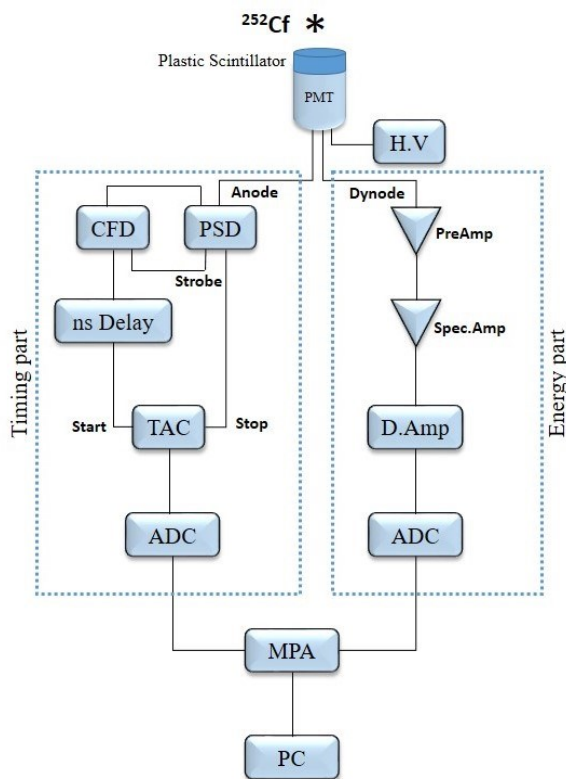 ²⁵²Cf *
Plastic Scintillator
PMT
H.V
Anode
Dynode
CFD
PSD
PreAmp
Strobe
ns Delay
Spec.Amp
Timing part
Energy part
Start
TAC
Stop
D.Amp
ADC
ADC
MPA
PC